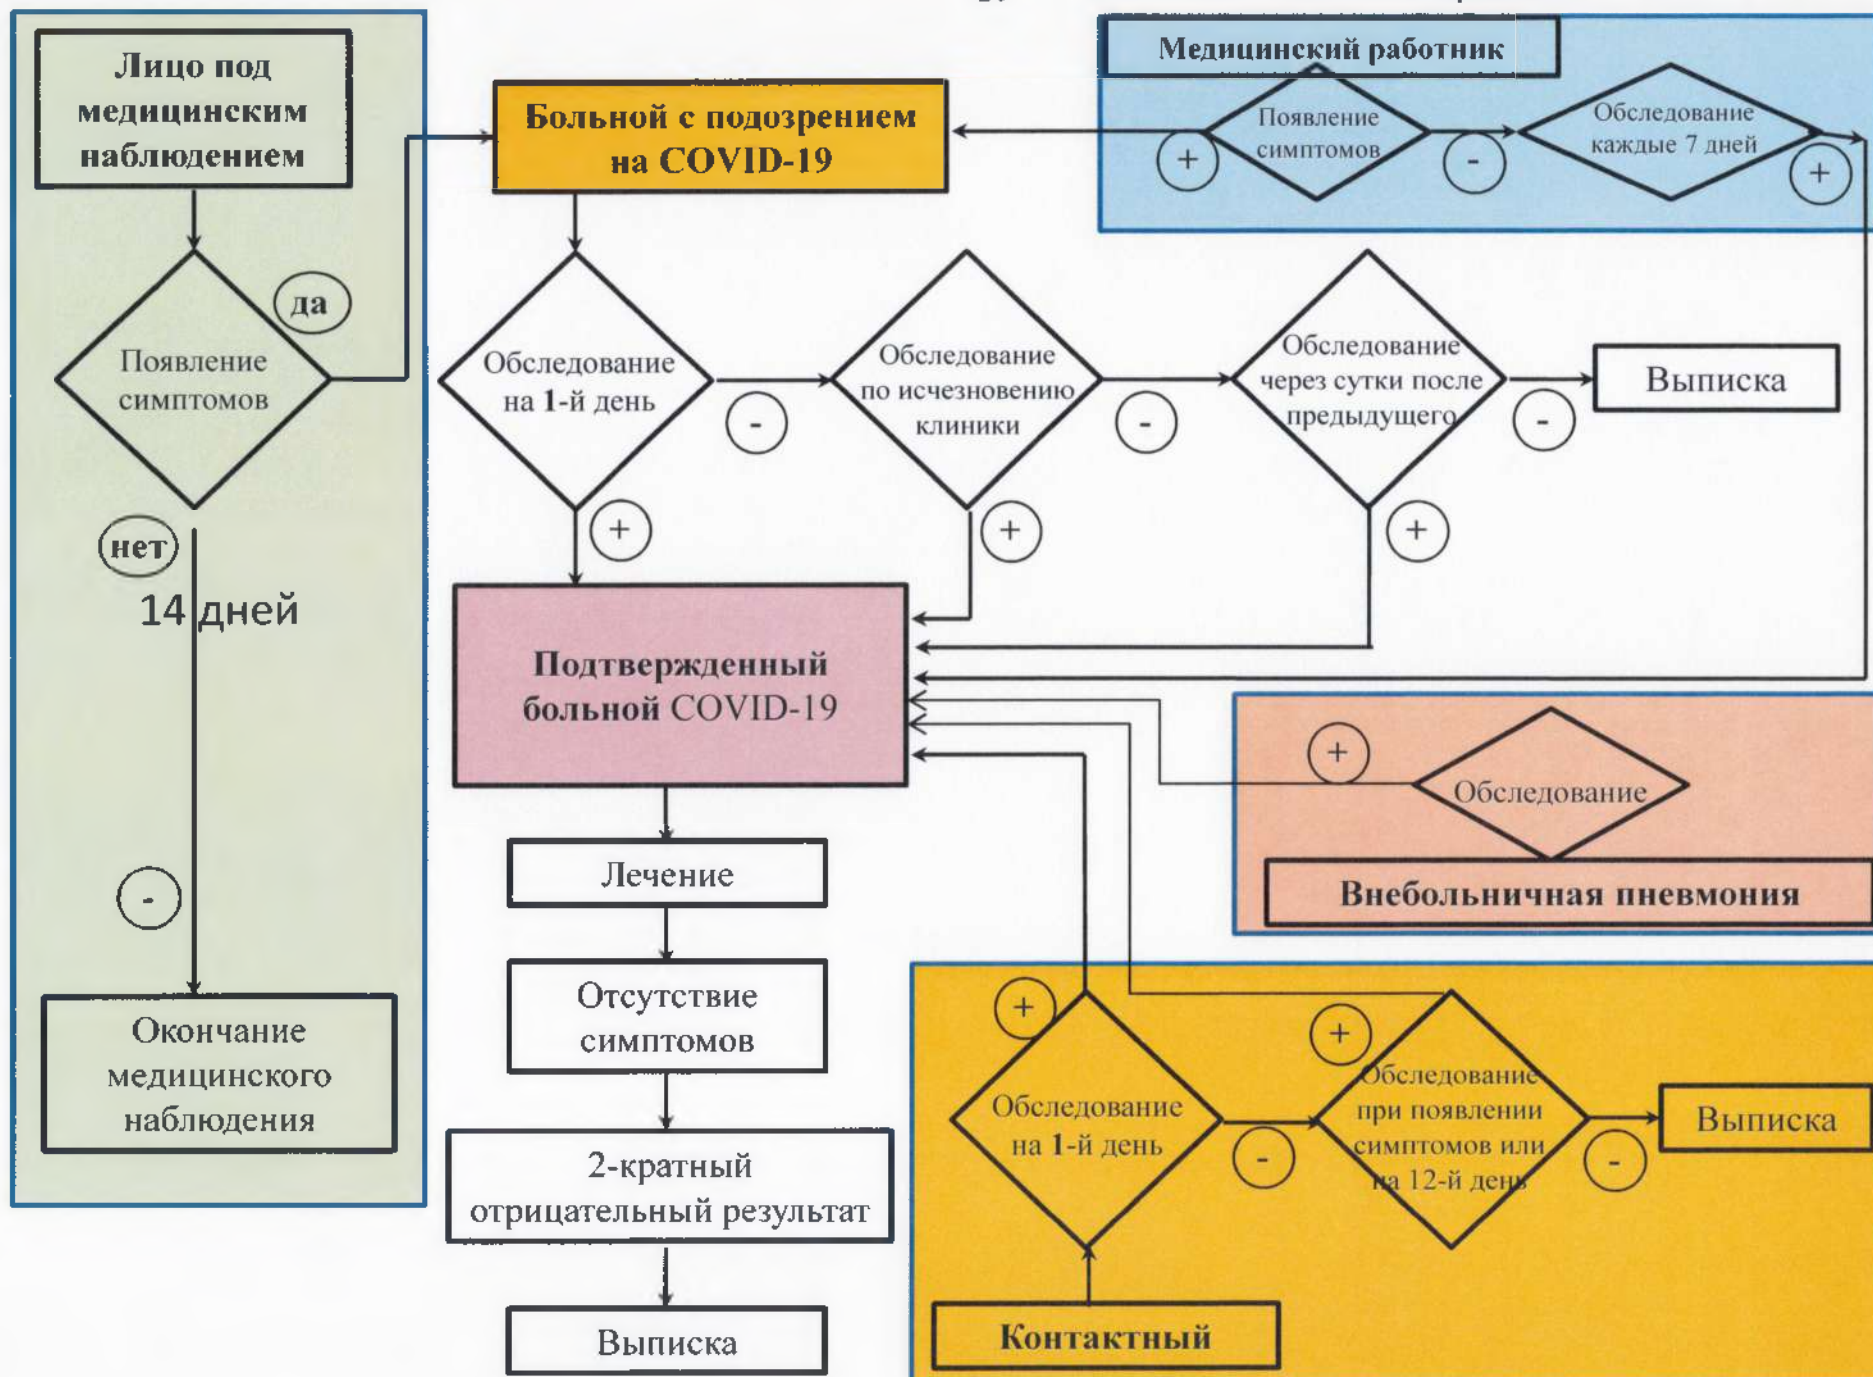 Лицо под
медицинским
наблюдением
Появление
симптомов
да
нет
14 дней
-
Окончание
медицинского
наблюдения
Больной с подозрением
на COVID-19
Медицинский работник
Появление
симптомов
+
-
Обследование
каждые 7 дней
+
Обследование
на 1-й день
-
+
Обследование
по исчезновению
клиники
-
+
Обследование
через сутки после
предыдущего
-
+
Выписка
Подтвержденный
больной COVID-19
Лечение
Отсутствие
симптомов
2-кратный
отрицательный результат
Выписка
+
Обследование
Внебольничная пневмония
+
Обследование
на 1-й день
-
+
Обследование
при появлении
симптомов или
на 12-й день
-
Выписка
Контактный